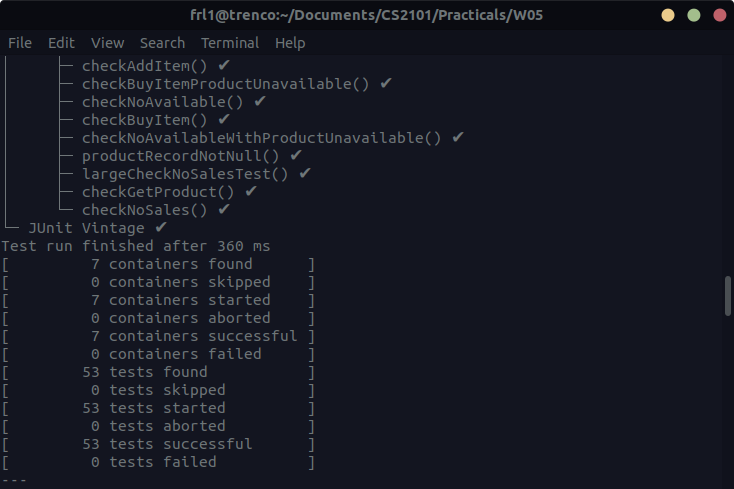 frl1@trenco:~/Documents/CS2101/Practicals/W05
File Edit View Search Terminal Help
│     ├─ checkAddItem() ✔
│     ├─ checkBuyItemProductUnavailable() ✔
│     ├─ checkNoAvailable() ✔
│     ├─ checkBuyItem() ✔
│     ├─ checkNoAvailableWithProductUnavailable() ✔
│     ├─ productRecordNotNull() ✔
│     ├─ largeCheckNoSalesTest() ✔
│     ├─ checkGetProduct() ✔
│     └─ checkNoSales() ✔
└─ JUnit Vintage ✔
Test run finished after 360 ms
[         7 containers found      ]
[         0 containers skipped    ]
[         7 containers started    ]
[         0 containers aborted    ]
[         7 containers successful ]
[         0 containers failed     ]
[        53 tests found           ]
[         0 tests skipped         ]
[        53 tests started         ]
[         0 tests aborted         ]
[        53 tests successful      ]
[         0 tests failed          ]
---